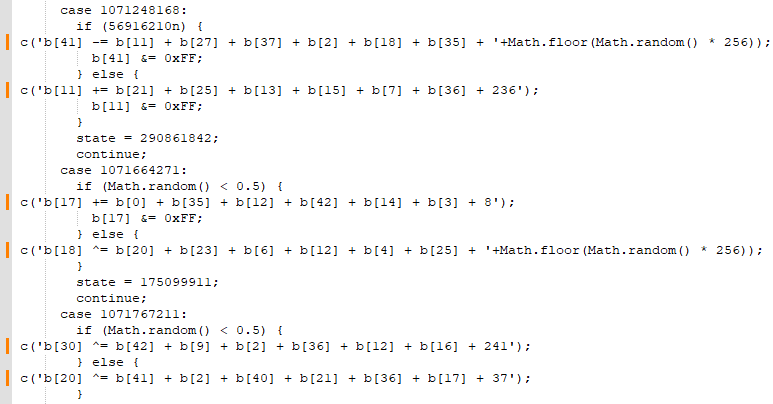 case 1071248168:
if (56916210n) {
c('b[41] -= b[11] + b[27] + b[37] + b[2] + b[18] + b[35] + '+Math.floor(Math.random() * 256));
b[41] &= 0xFF;
} else {
c('b[11] += b[21] + b[25] + b[13] + b[15] + b[7] + b[36] + 236');
b[11] &= 0xFF;
}
state = 290861842;
continue;
case 1071664271:
if (Math.random() < 0.5) {
c('b[17] += b[0] + b[35] + b[12] + b[42] + b[14] + b[3] + 8');
b[17] &= 0xFF;
} else {
c('b[18] ^= b[20] + b[23] + b[6] + b[12] + b[4] + b[25] + '+Math.floor(Math.random() * 256));
}
state = 175099911;
continue;
case 1071767211:
if (Math.random() < 0.5) {
c('b[30] ^= b[42] + b[9] + b[2] + b[36] + b[12] + b[16] + 241');
} else {
c('b[20] ^= b[41] + b[2] + b[40] + b[21] + b[36] + b[17] + 37');
}